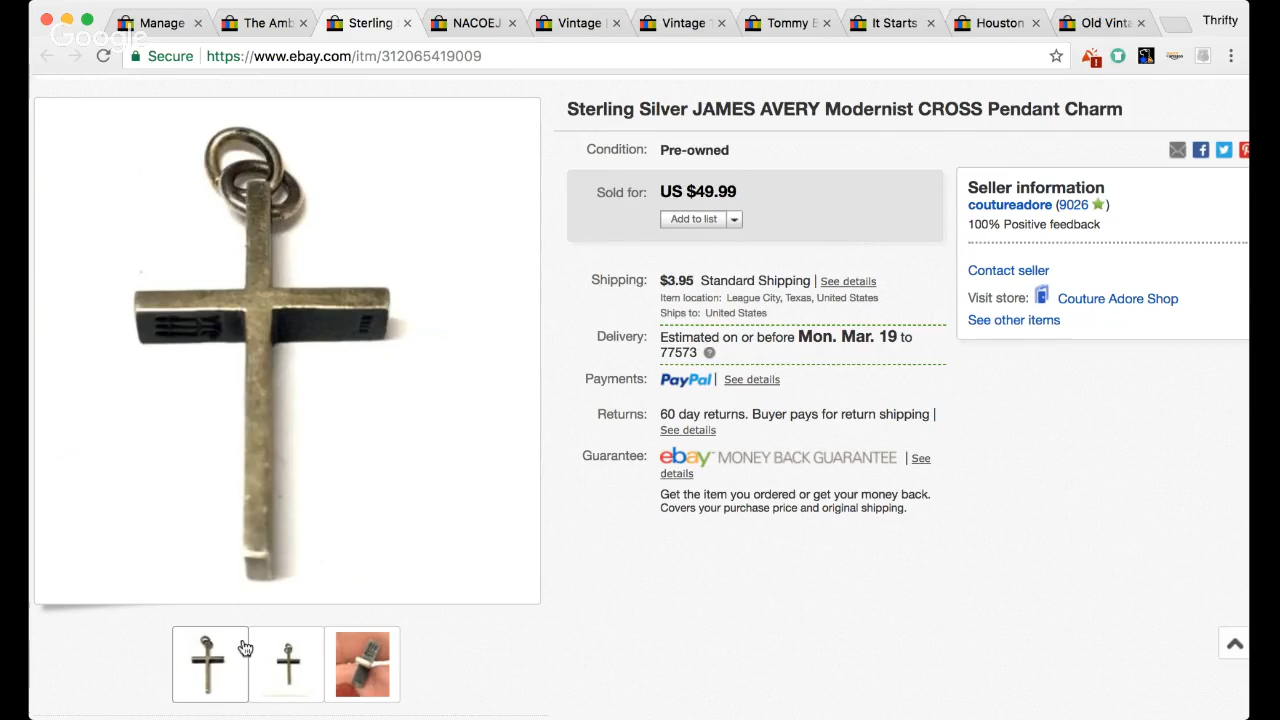 Manage
The Amb
Sterling
NACOEJ
Vintage
Vintage
Tommy
It Starts
Houston
Old Vint
Thrifty
Google
Secure
https://www.ebay.com/itm/312065419009
Sterling Silver JAMES AVERY Modernist CROSS Pendant Charm
Condition: Pre-owned
Sold for: US $49.99
Add to list
Shipping: $3.95 Standard Shipping | See details
Item location: League City, Texas, United States
Ships to: United States
Delivery: Estimated on or before Mon. Mar. 19 to
77573
Payments: PayPal | See details
Returns: 60 day returns. Buyer pays for return shipping |
See details
Guarantee: ebay MONEY BACK GUARANTEE | See
details
Get the item you ordered or get your money back.
Covers your purchase price and original shipping.
Seller information
coutureadore (9026 )
100% Positive feedback
Contact seller
Visit store: Couture Adore Shop
See other items